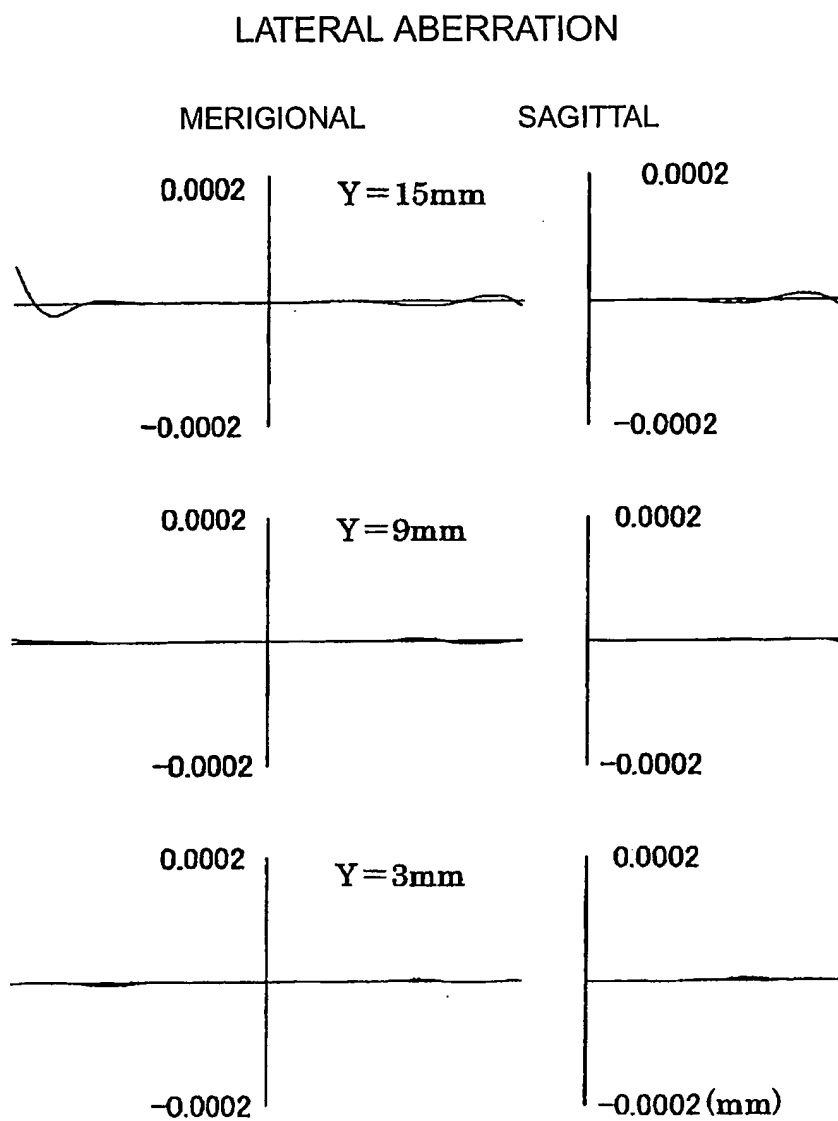 LATERAL ABERRATION
MERIGIONAL SAGITTAL
0.0002 Y=15mm 0.0002
-0.0002 -0.0002
0.0002 Y=9mm 0.0002
-0.0002 -0.0002
0.0002 Y=3mm 0.0002
-0.0002 -0.0002(mm)